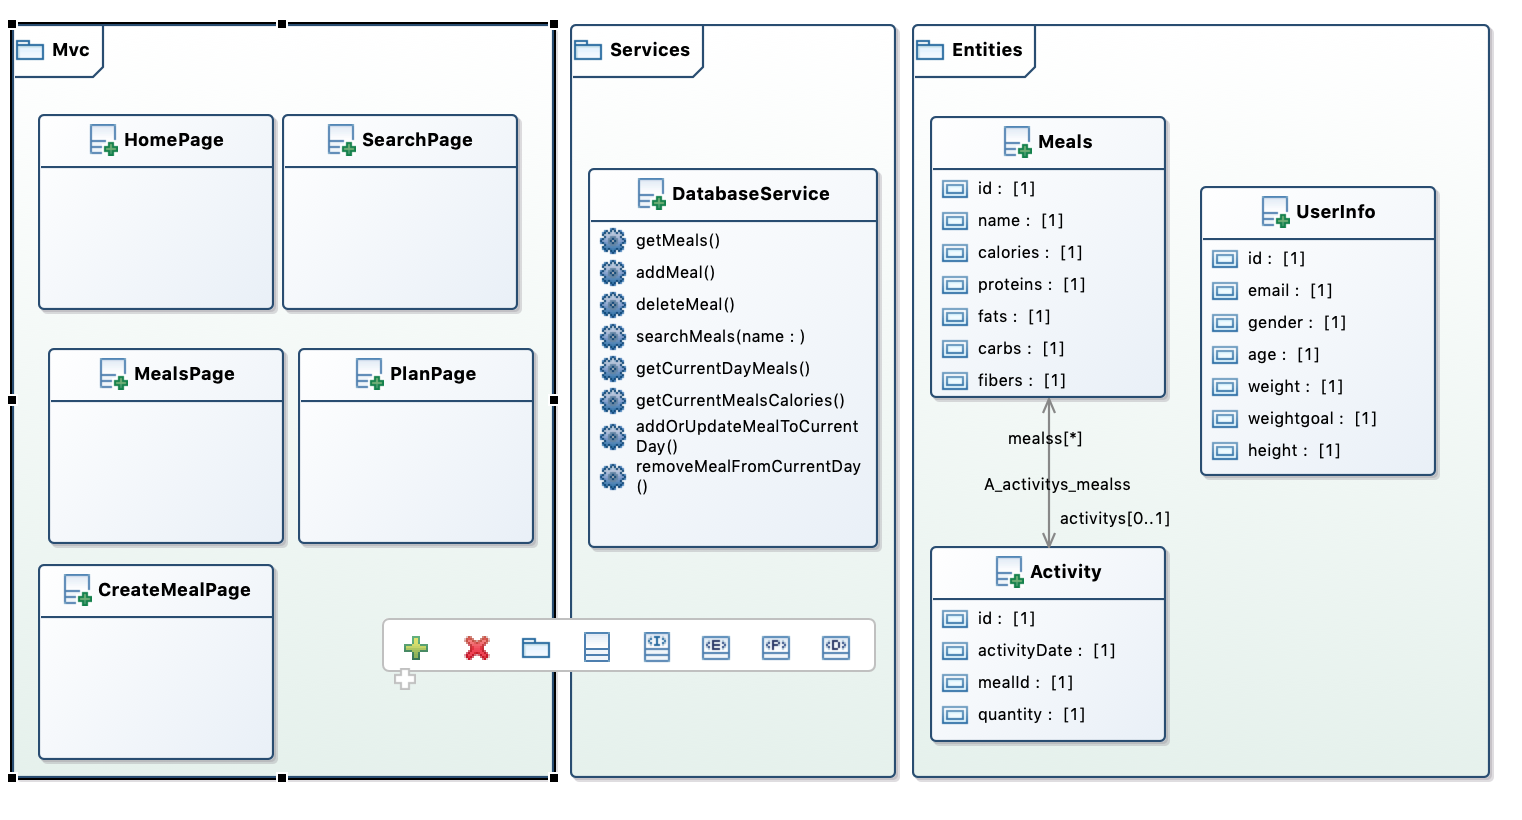 Mvc
HomePage
SearchPage
MealsPage
PlanPage
CreateMealPage
Services
DatabaseService
getMeals()
addMeal()
deleteMeal()
searchMeals(name : )
getCurrentDayMeals()
getCurrentMealsCalories()
addOrUpdateMealToCurrent
Day()
removeMealFromCurrentDay
()
<I>
<E>
<P>
<D>
Entities
Meals
id : [1]
name : [1]
calories : [1]
proteins : [1]
fats : [1]
carbs : [1]
fibers : [1]
mealss[*]
A_activitys_mealss
activitys[0..1]
Activity
id : [1]
activityDate : [1]
mealId : [1]
quantity : [1]
UserInfo
id : [1]
email : [1]
gender : [1]
age : [1]
weight : [1]
weightgoal : [1]
height : [1]